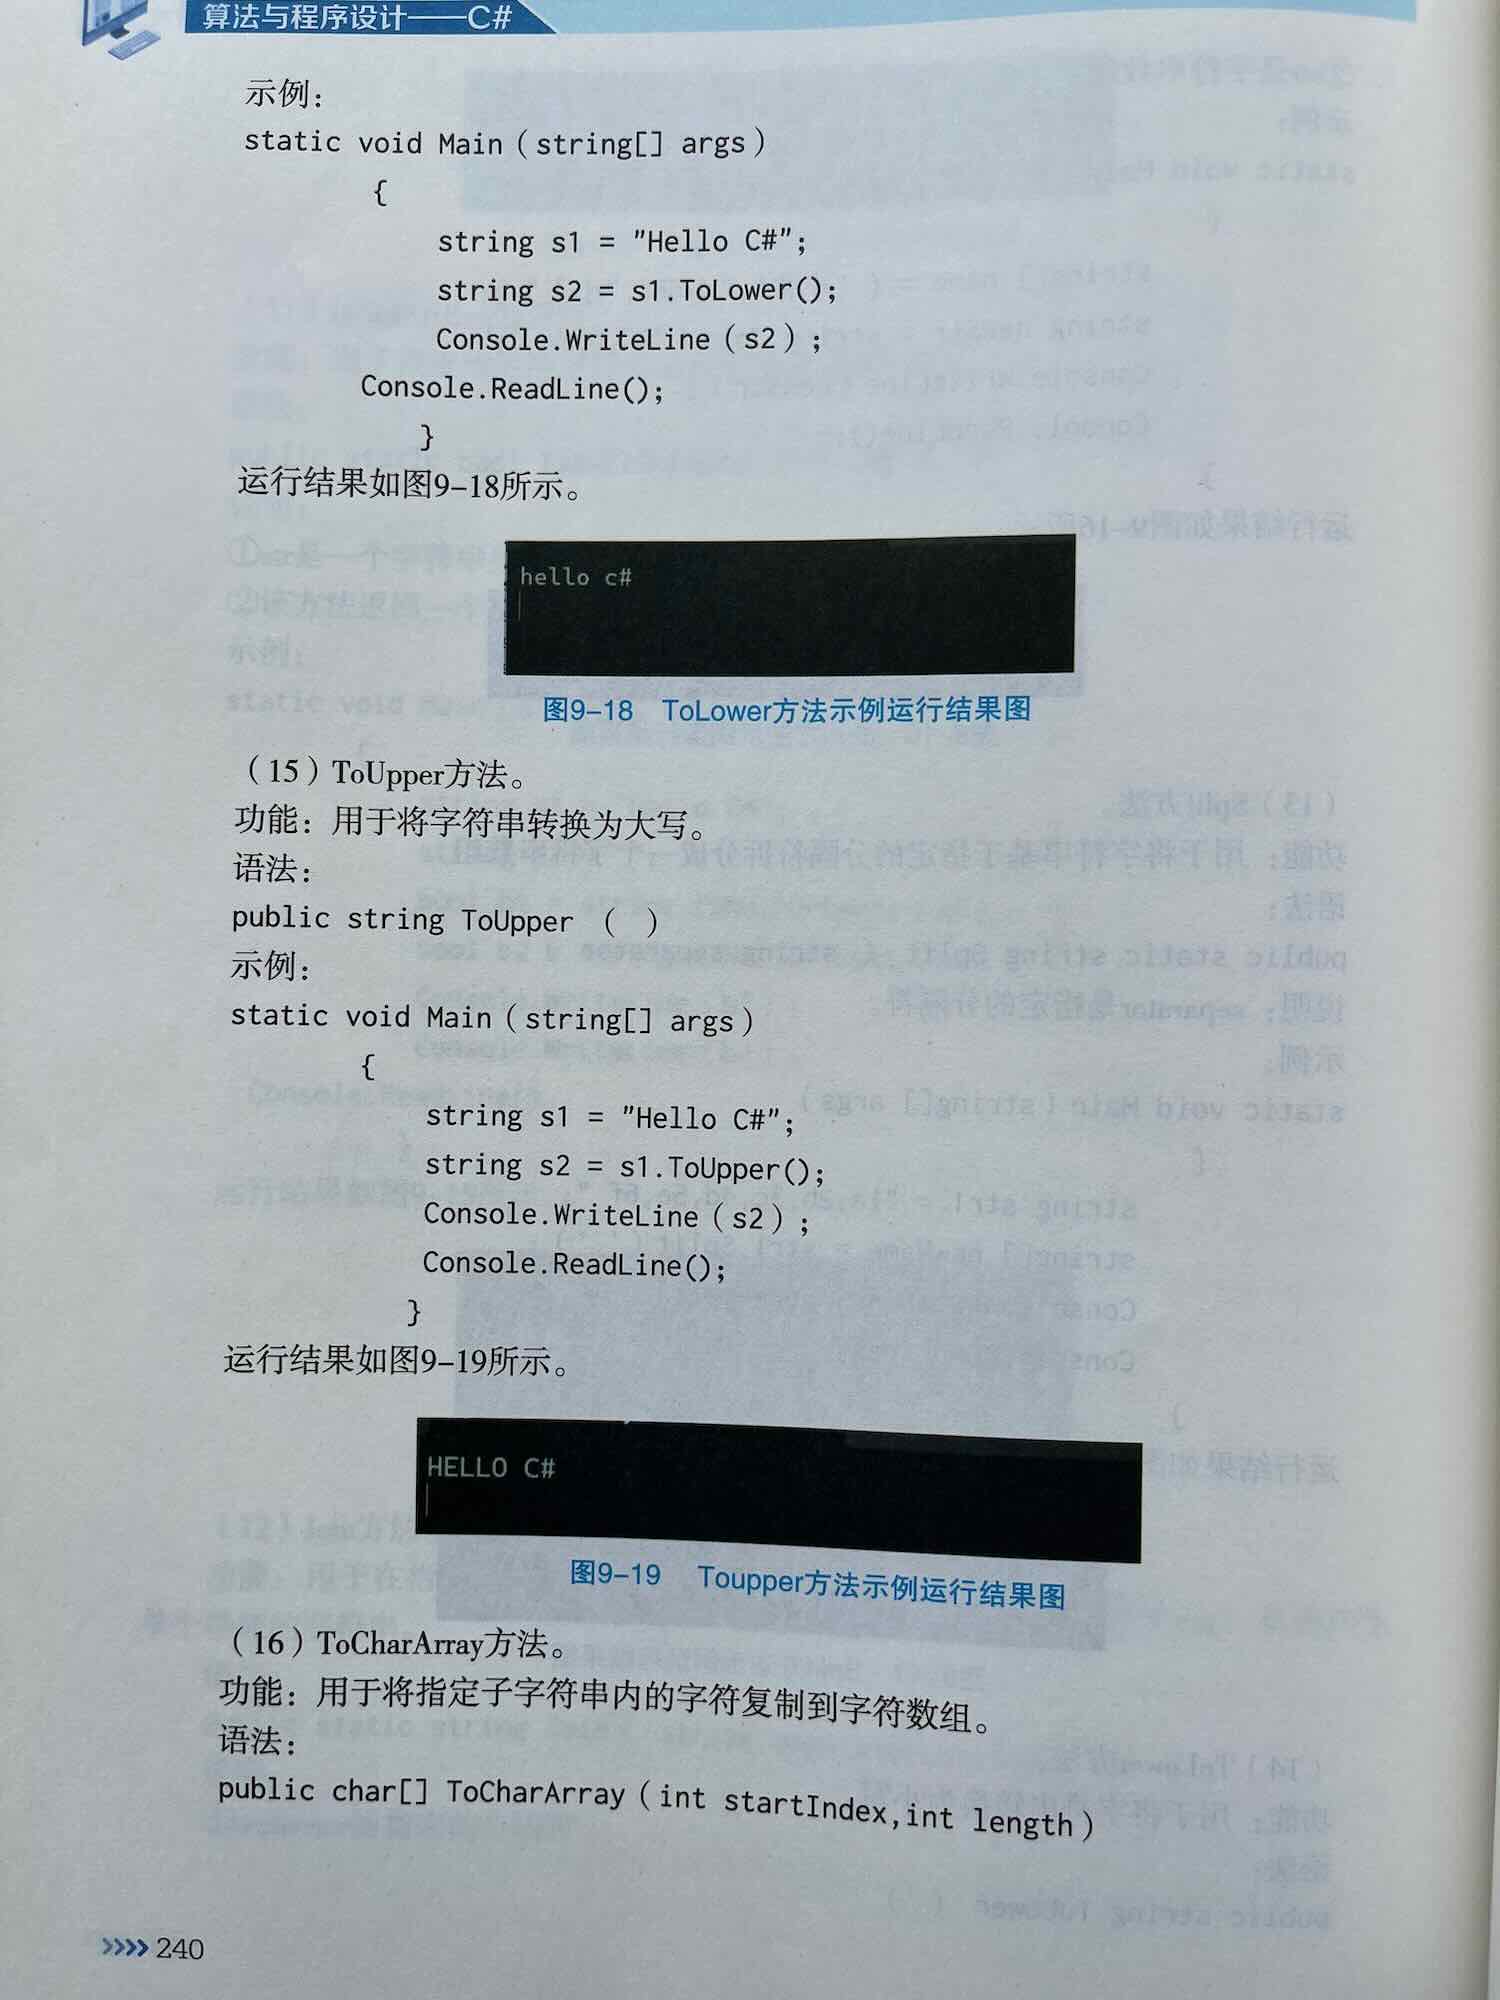 算法与程序设计——C#
示例：
static void Main（string[] args）
{
string s1 = "Hello C#";
string s2 = s1.ToLower();
Console.WriteLine（s2）;
Console.ReadLine();
}
运行结果如图9-18所示。
hello c#
图9-18 ToLower方法示例运行结果图
（15）ToUpper方法。
功能：用于将字符串转换为大写。
语法：
public string ToUpper （ ）
示例：
static void Main（string[] args）
{
string s1 = "Hello C#";
string s2 = s1.ToUpper();
Console.WriteLine（s2）;
Console.ReadLine();
}
运行结果如图9-19所示。
HELLO C#
图9-19 Toupper方法示例运行结果图
（16）ToCharArray方法。
功能：用于将指定子字符串内的字符复制到字符数组。
语法：
public char[] ToCharArray（int startIndex,int length）
>>>> 240